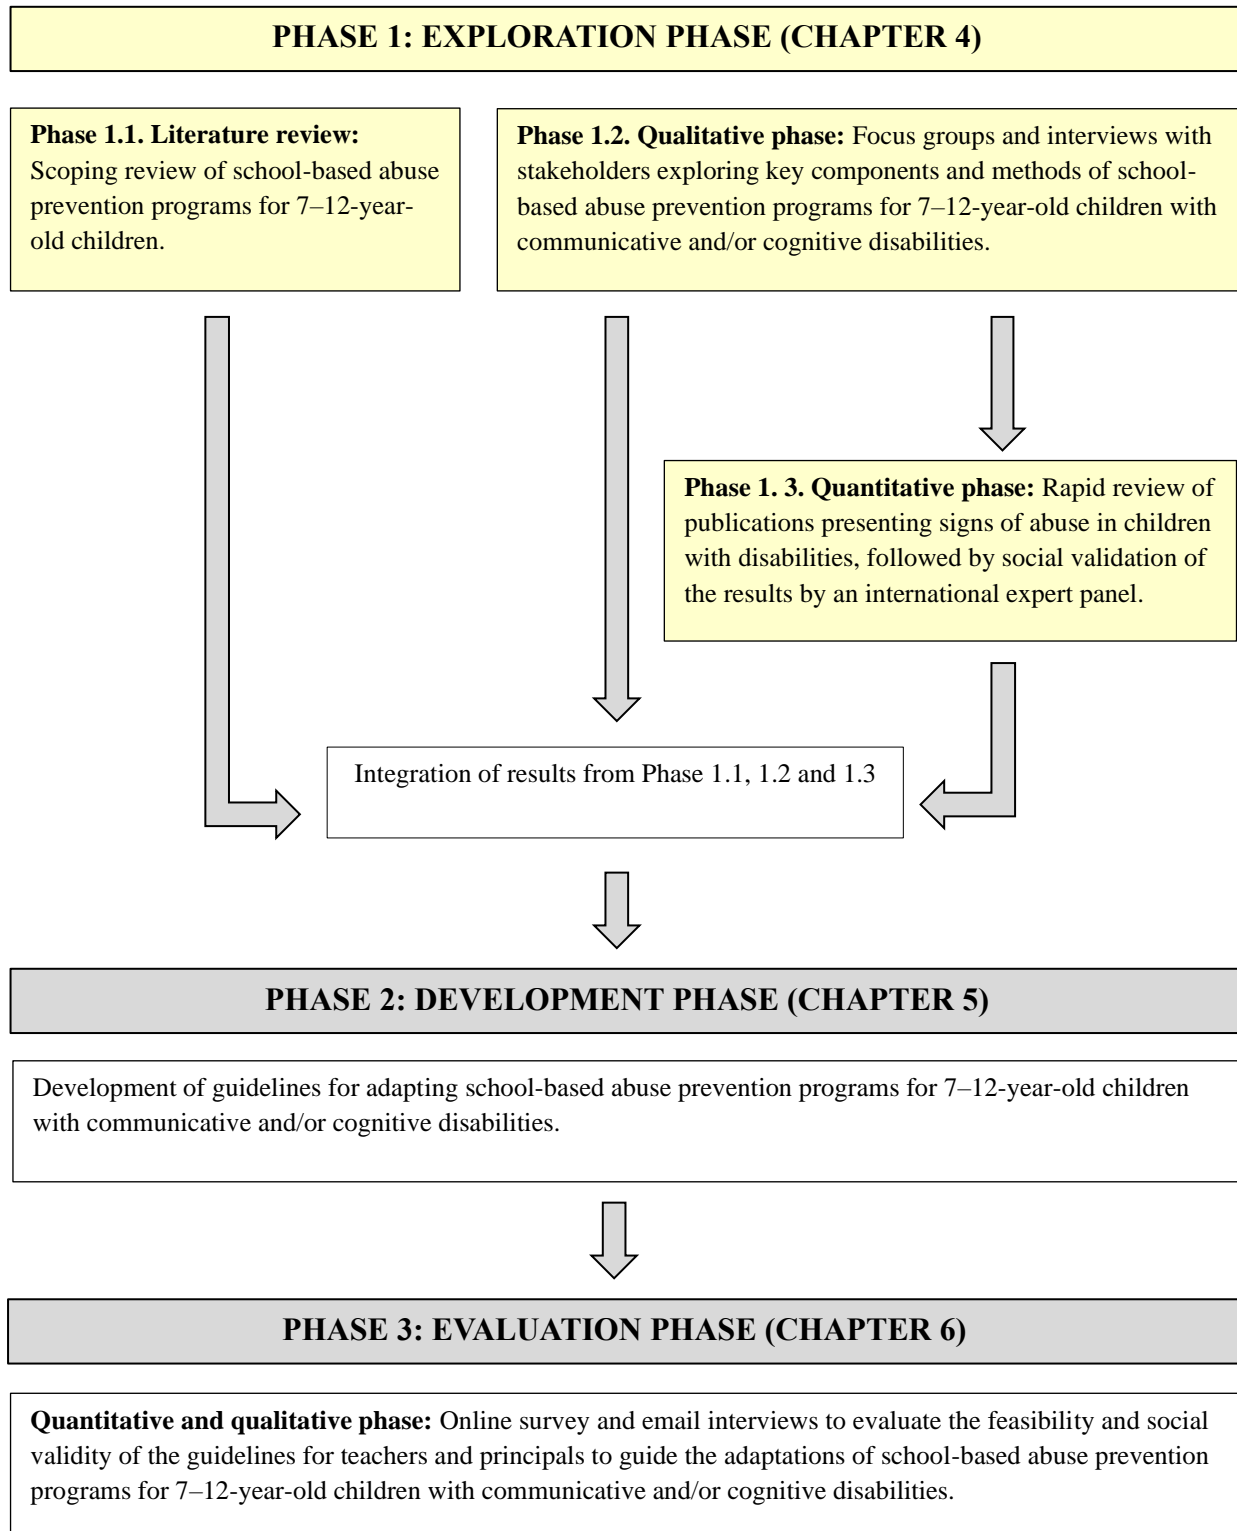 PHASE 1: EXPLORATION PHASE (CHAPTER 4)
Phase 1.1. Literature review:
Scoping review of school-based abuse
prevention programs for 7–12-year-
old children.
Phase 1.2. Qualitative phase: Focus groups and interviews with
stakeholders exploring key components and methods of school-
based abuse prevention programs for 7–12-year-old children with
communicative and/or cognitive disabilities.
Phase 1. 3. Quantitative phase: Rapid review of
publications presenting signs of abuse in children
with disabilities, followed by social validation of
the results by an international expert panel.
Integration of results from Phase 1.1, 1.2 and 1.3
PHASE 2: DEVELOPMENT PHASE (CHAPTER 5)
Development of guidelines for adapting school-based abuse prevention programs for 7–12-year-old children
with communicative and/or cognitive disabilities.
PHASE 3: EVALUATION PHASE (CHAPTER 6)
Quantitative and qualitative phase: Online survey and email interviews to evaluate the feasibility and social
validity of the guidelines for teachers and principals to guide the adaptations of school-based abuse prevention
programs for 7–12-year-old children with communicative and/or cognitive disabilities.